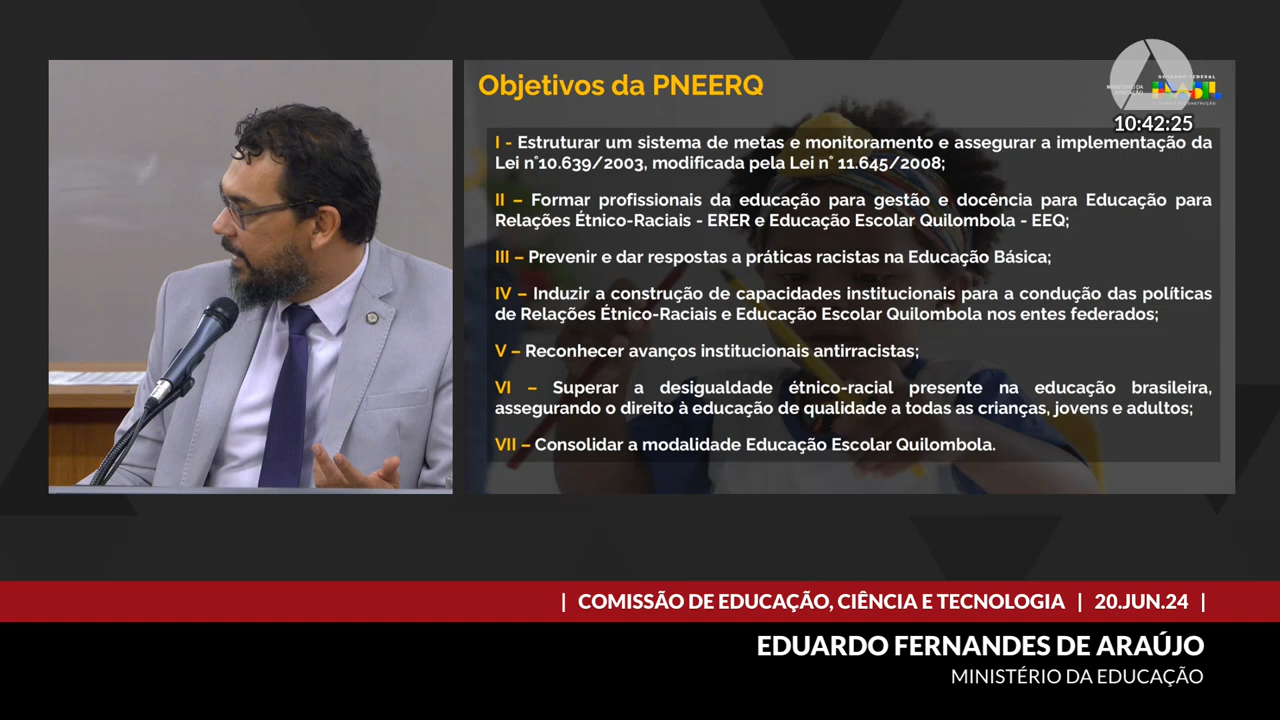 Objetivos da PNEERQ
GOVERNO FEDERAL
BRASIL
10:42:25
I - Estruturar um sistema de metas e monitoramento e assegurar a implementação da
Lei n°10.639/2003, modificada pela Lei n° 11.645/2008;
II – Formar profissionais da educação para gestão e docência para Educação para
Relações Étnico-Raciais - ERER e Educação Escolar Quilombola - EEQ;
III – Prevenir e dar respostas a práticas racistas na Educação Básica;
IV – Induzir a construção de capacidades institucionais para a condução das políticas
de Relações Étnico-Raciais e Educação Escolar Quilombola nos entes federados;
V – Reconhecer avanços institucionais antirracistas;
VI – Superar a desigualdade étnico-racial presente na educação brasileira,
assegurando o direito à educação de qualidade a todas as crianças, jovens e adultos;
VII – Consolidar a modalidade Educação Escolar Quilombola.
| COMISSÃO DE EDUCAÇÃO, CIÊNCIA E TECNOLOGIA | 20.JUN.24 |
EDUARDO FERNANDES DE ARAÚJO
MINISTÉRIO DA EDUCAÇÃO